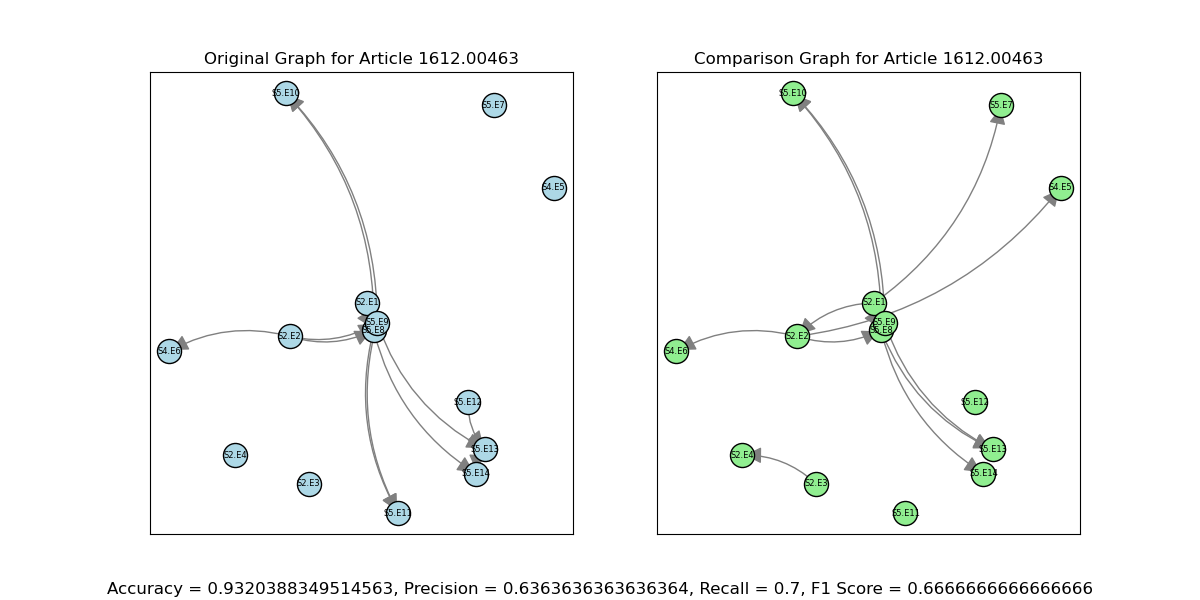 Original Graph for Article 1612.00463
Comparison Graph for Article 1612.00463
S5.E10
S5.E7
S4.E5
S2.E1
S5.E9
S5.E8
S2.E2
S4.E6
S5.E12
S5.E13
S2.E4
S5.E14
S2.E3
S5.E11
S5.E10
S5.E7
S4.E5
S2.E1
S5.E9
S5.E8
S2.E2
S4.E6
S5.E12
S5.E13
S2.E4
S5.E14
S2.E3
S5.E11
Accuracy = 0.9320388349514563, Precision = 0.6363636363636364, Recall = 0.7, F1 Score = 0.6666666666666666